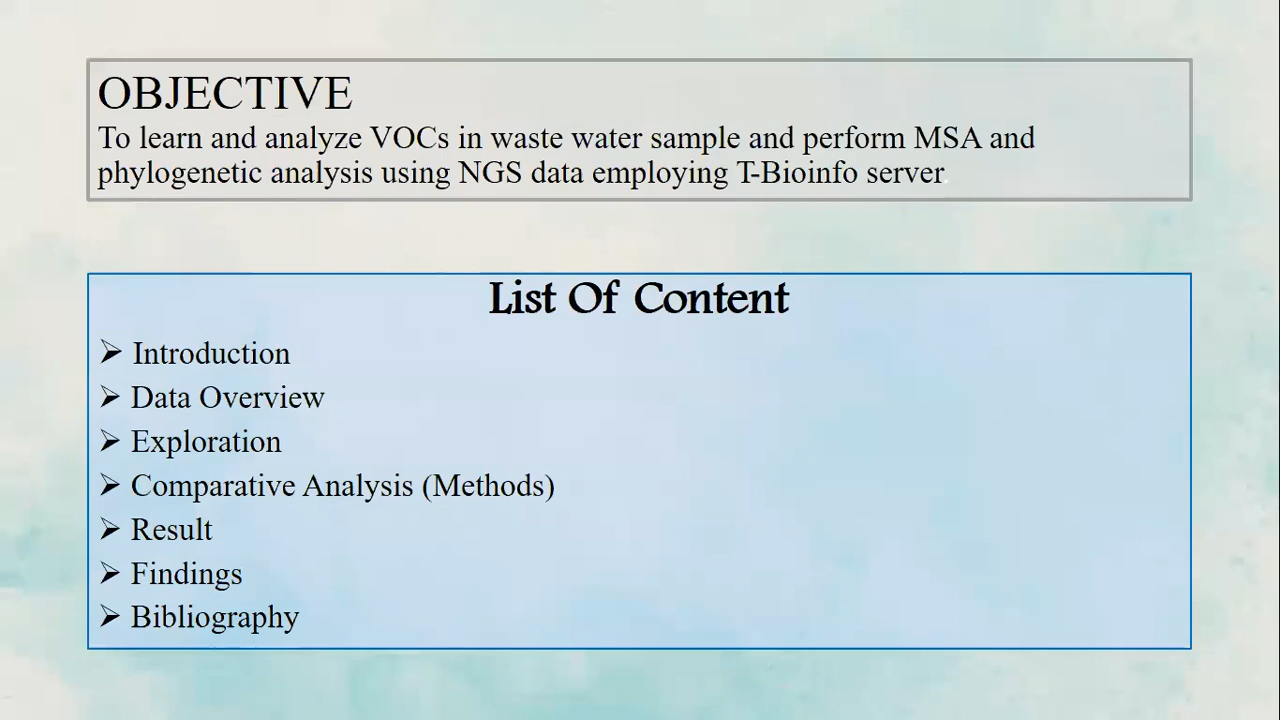 OBJECTIVE
To learn and analyze VOCs in waste water sample and perform MSA and
phylogenetic analysis using NGS data employing T-Bioinfo server.
List Of Content
➢ Introduction
➢ Data Overview
➢ Exploration
➢ Comparative Analysis (Methods)
➢ Result
➢ Findings
➢ Bibliography